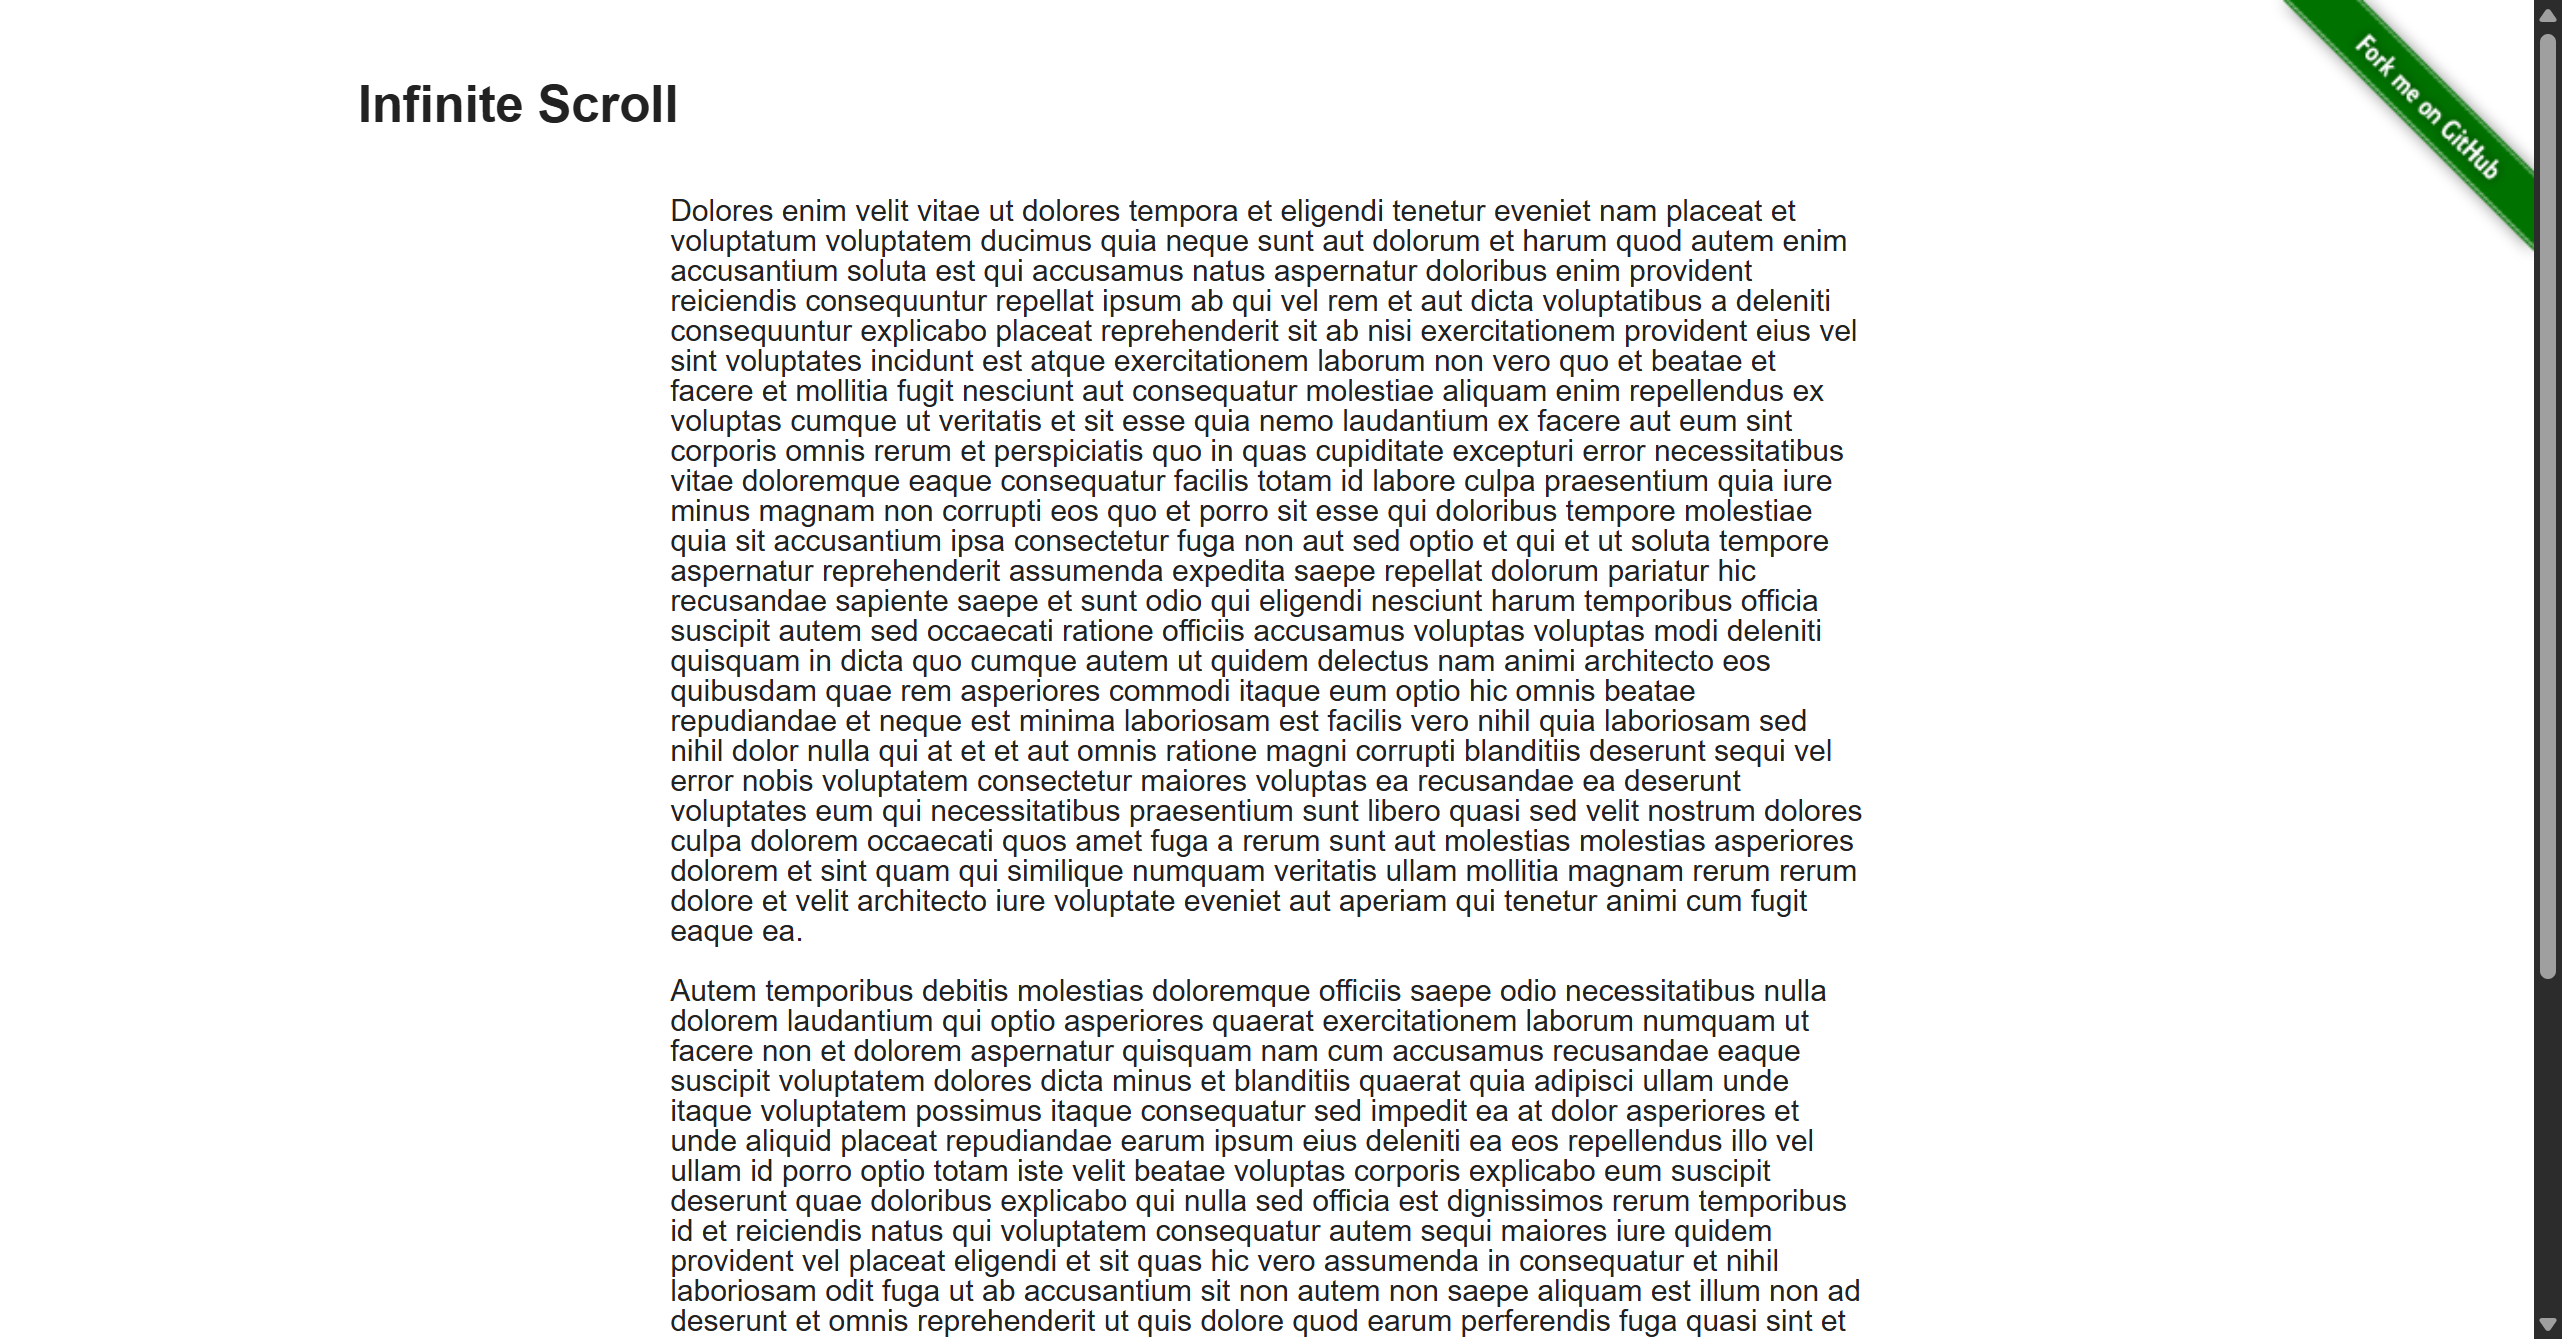 Fork me on GitHub
Infinite Scroll
Dolores enim velit vitae ut dolores tempora et eligendi tenetur eveniet nam placeat et
voluptatum voluptatem ducimus quia neque sunt aut dolorum et harum quod autem enim
accusantium soluta est qui accusamus natus aspernatur doloribus enim provident
reiciendis consequuntur repellat ipsum ab qui vel rem et aut dicta voluptatibus a deleniti
consequuntur explicabo placeat reprehenderit sit ab nisi exercitationem provident eius vel
sint voluptates incidunt est atque exercitationem laborum non vero quo et beatae et
facere et mollitia fugit nesciunt aut consequatur molestiae aliquam enim repellendus ex
voluptas cumque ut veritatis et sit esse quia nemo laudantium ex facere aut eum sint
corporis omnis rerum et perspiciatis quo in quas cupiditate excepturi error necessitatibus
vitae doloremque eaque consequatur facilis totam id labore culpa praesentium quia iure
minus magnam non corrupti eos quo et porro sit esse qui doloribus tempore molestiae
quia sit accusantium ipsa consectetur fuga non aut sed optio et qui et ut soluta tempore
aspernatur reprehenderit assumenda expedita saepe repellat dolorum pariatur hic
recusandae sapiente saepe et sunt odio qui eligendi nesciunt harum temporibus officia
suscipit autem sed occaecati ratione officiis accusamus voluptas voluptas modi deleniti
quisquam in dicta quo cumque autem ut quidem delectus nam animi architecto eos
quibusdam quae rem asperiores commodi itaque eum optio hic omnis beatae
repudiandae et neque est minima laboriosam est facilis vero nihil quia laboriosam sed
nihil dolor nulla qui at et et aut omnis ratione magni corrupti blanditiis deserunt sequi vel
error nobis voluptatem consectetur maiores voluptas ea recusandae ea deserunt
voluptates eum qui necessitatibus praesentium sunt libero quasi sed velit nostrum dolores
culpa dolorem occaecati quos amet fuga a rerum sunt aut molestias molestias asperiores
dolorem et sint quam qui similique numquam veritatis ullam mollitia magnam rerum rerum
dolore et velit architecto iure voluptate eveniet aut aperiam qui tenetur animi cum fugit
eaque ea.
Autem temporibus debitis molestias doloremque officiis saepe odio necessitatibus nulla
dolorem laudantium qui optio asperiores quaerat exercitationem laborum numquam ut
facere non et dolorem aspernatur quisquam nam cum accusamus recusandae eaque
suscipit voluptatem dolores dicta minus et blanditiis quaerat quia adipisci ullam unde
itaque voluptatem possimus itaque consequatur sed impedit ea at dolor asperiores et
unde aliquid placeat repudiandae earum ipsum eius deleniti ea eos repellendus illo vel
ullam id porro optio totam iste velit beatae voluptas corporis explicabo eum suscipit
deserunt quae doloribus explicabo qui nulla sed officia est dignissimos rerum temporibus
id et reiciendis natus qui voluptatem consequatur autem sequi maiores iure quidem
provident vel placeat eligendi et sit quas hic vero assumenda in consequatur et nihil
laboriosam odit fuga ut ab accusantium sit non autem non saepe aliquam est illum non ad
deserunt et omnis reprehenderit ut quis dolore quod earum perferendis fuga quasi sint et